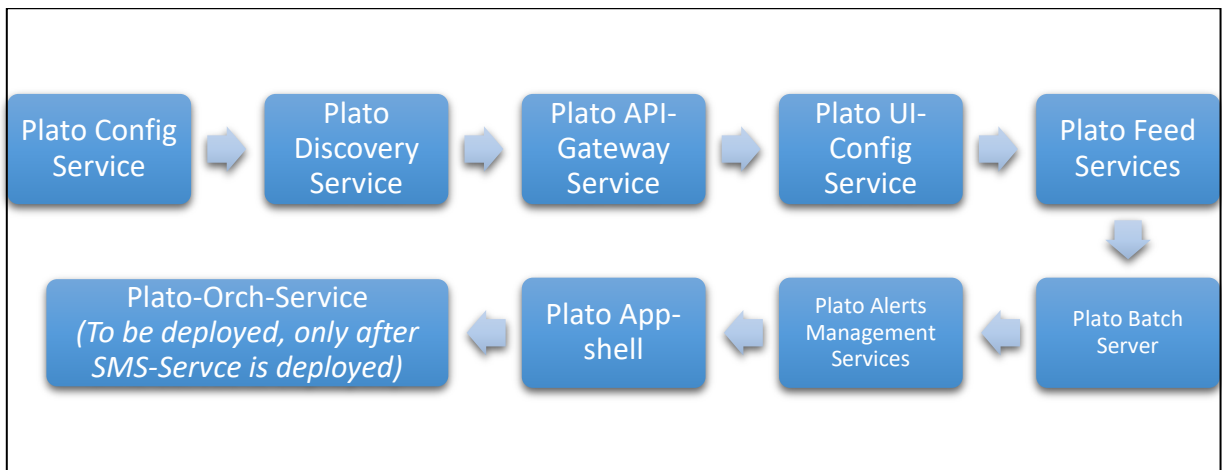 Plato Config
Service
Plato
Discovery
Service
Plato API-
Gateway
Service
Plato UI-
Config
Service
Plato Feed
Services
Plato-Orch-Service
(To be deployed, only after
SMS-Servce is deployed)
Plato App-
shell
Plato Alerts
Management
Services
Plato Batch
Server